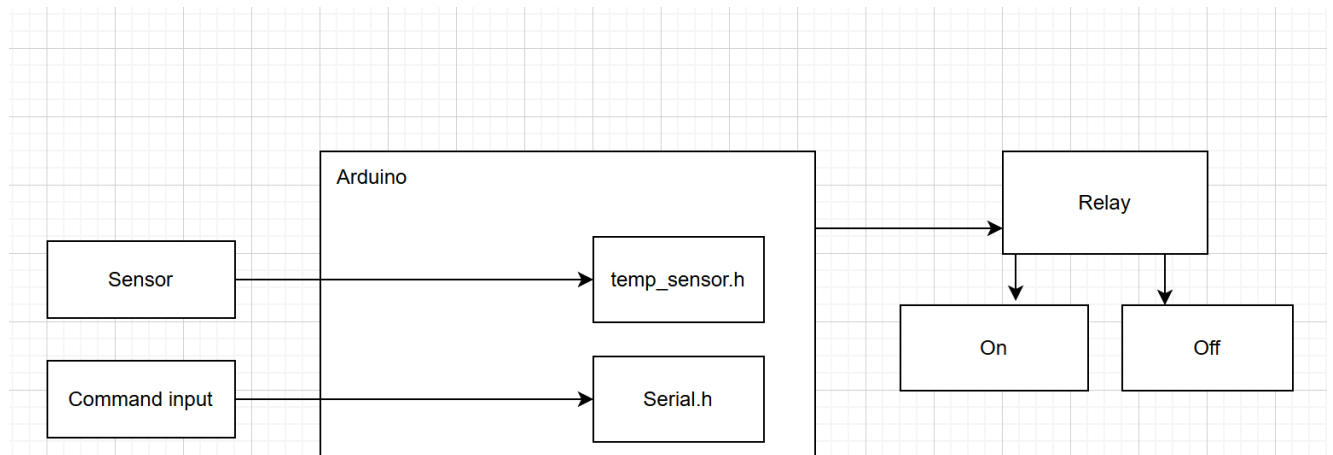 Arduino
Relay
Sensor
temp_sensor.h
On
Off
Command input
Serial.h